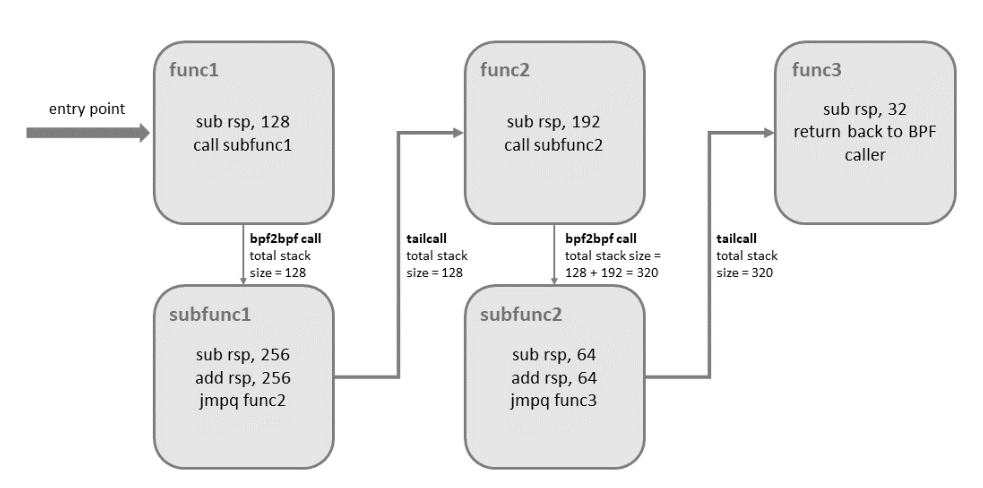 entry point
func1
sub rsp, 128
call subfunc1
bpf2bpf call
total stack
size = 128
subfunc1
sub rsp, 256
add rsp, 256
jmpq func2
tailcall
total stack
size = 128
func2
sub rsp, 192
call subfunc2
bpf2bpf call
total stack size =
128 + 192 = 320
subfunc2
sub rsp, 64
add rsp, 64
jmpq func3
tailcall
total stack
size = 320
func3
sub rsp, 32
return back to BPF
caller